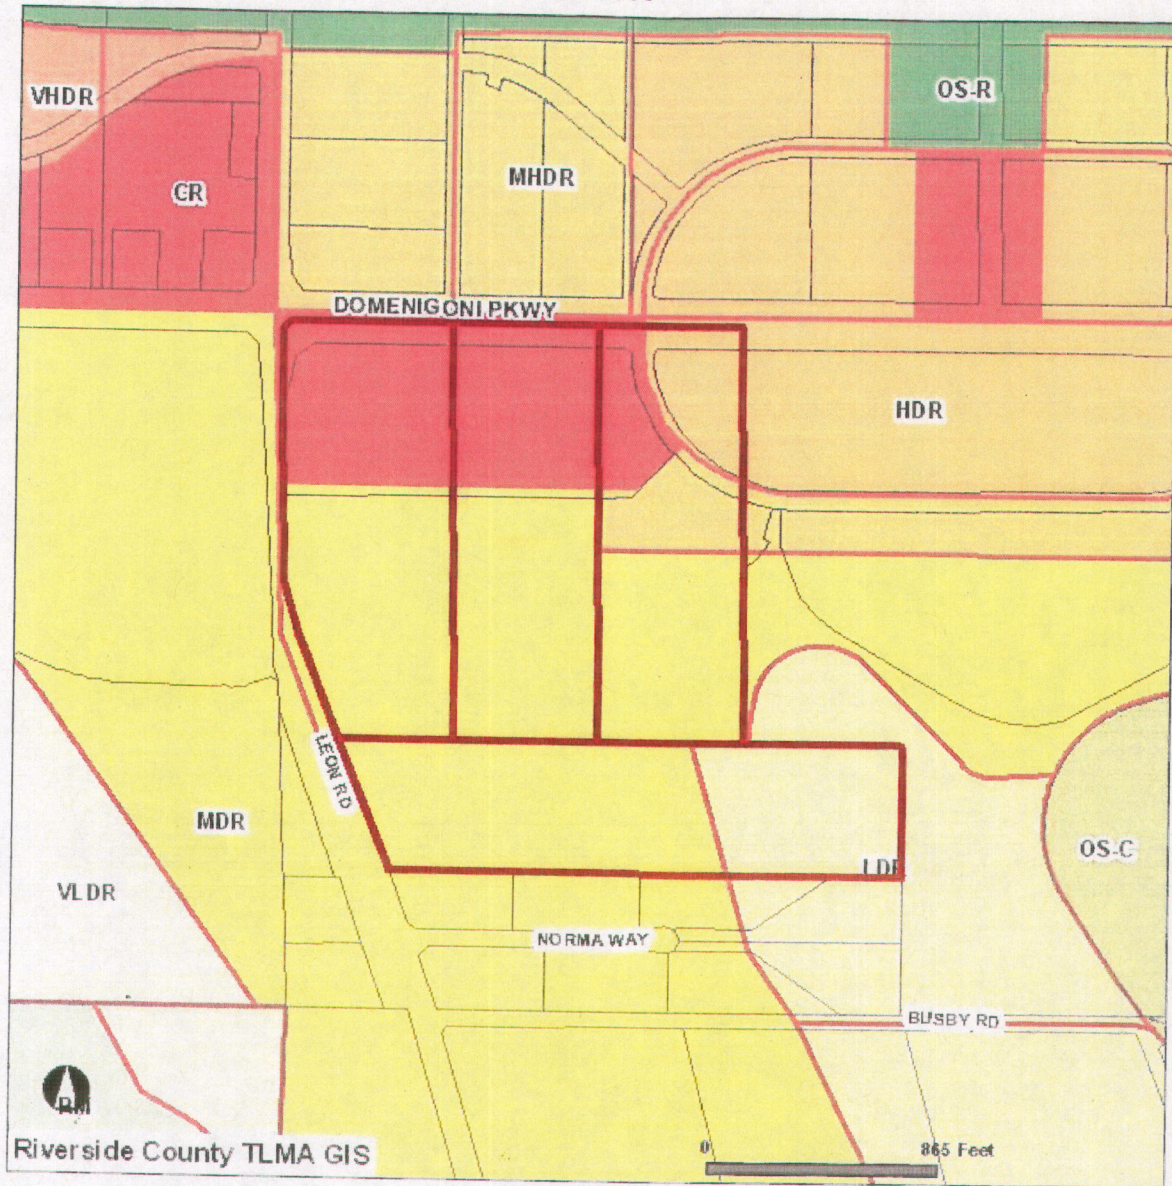 OS-R
VHDR
MHDR
CR
DOMENIGONI PKWY
HDR
LEON RD
MDR
OS-C
LDR
VLDR
NORMA WAY
BUSBY RD
RM
Riverside County TLMA GIS
0 865 Feet